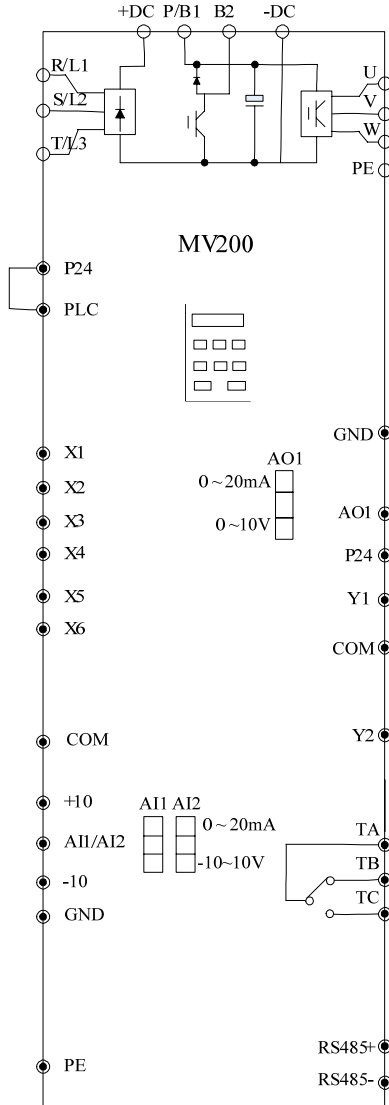 +DC P/B1 B2 -DC
R/L1
S/L2
T/L3
U
V
W
PE
MV200
P24
PLC
X1
X2
X3
X4
X5
X6
COM
+10
AI1/AI2
-10
GND
PE
AO1
0~20mA
0~10V
AI1 AI2
0~20mA
-10~10V
GND
AO1
P24
Y1
COM
Y2
TA
TB
TC
RS485+
RS485-